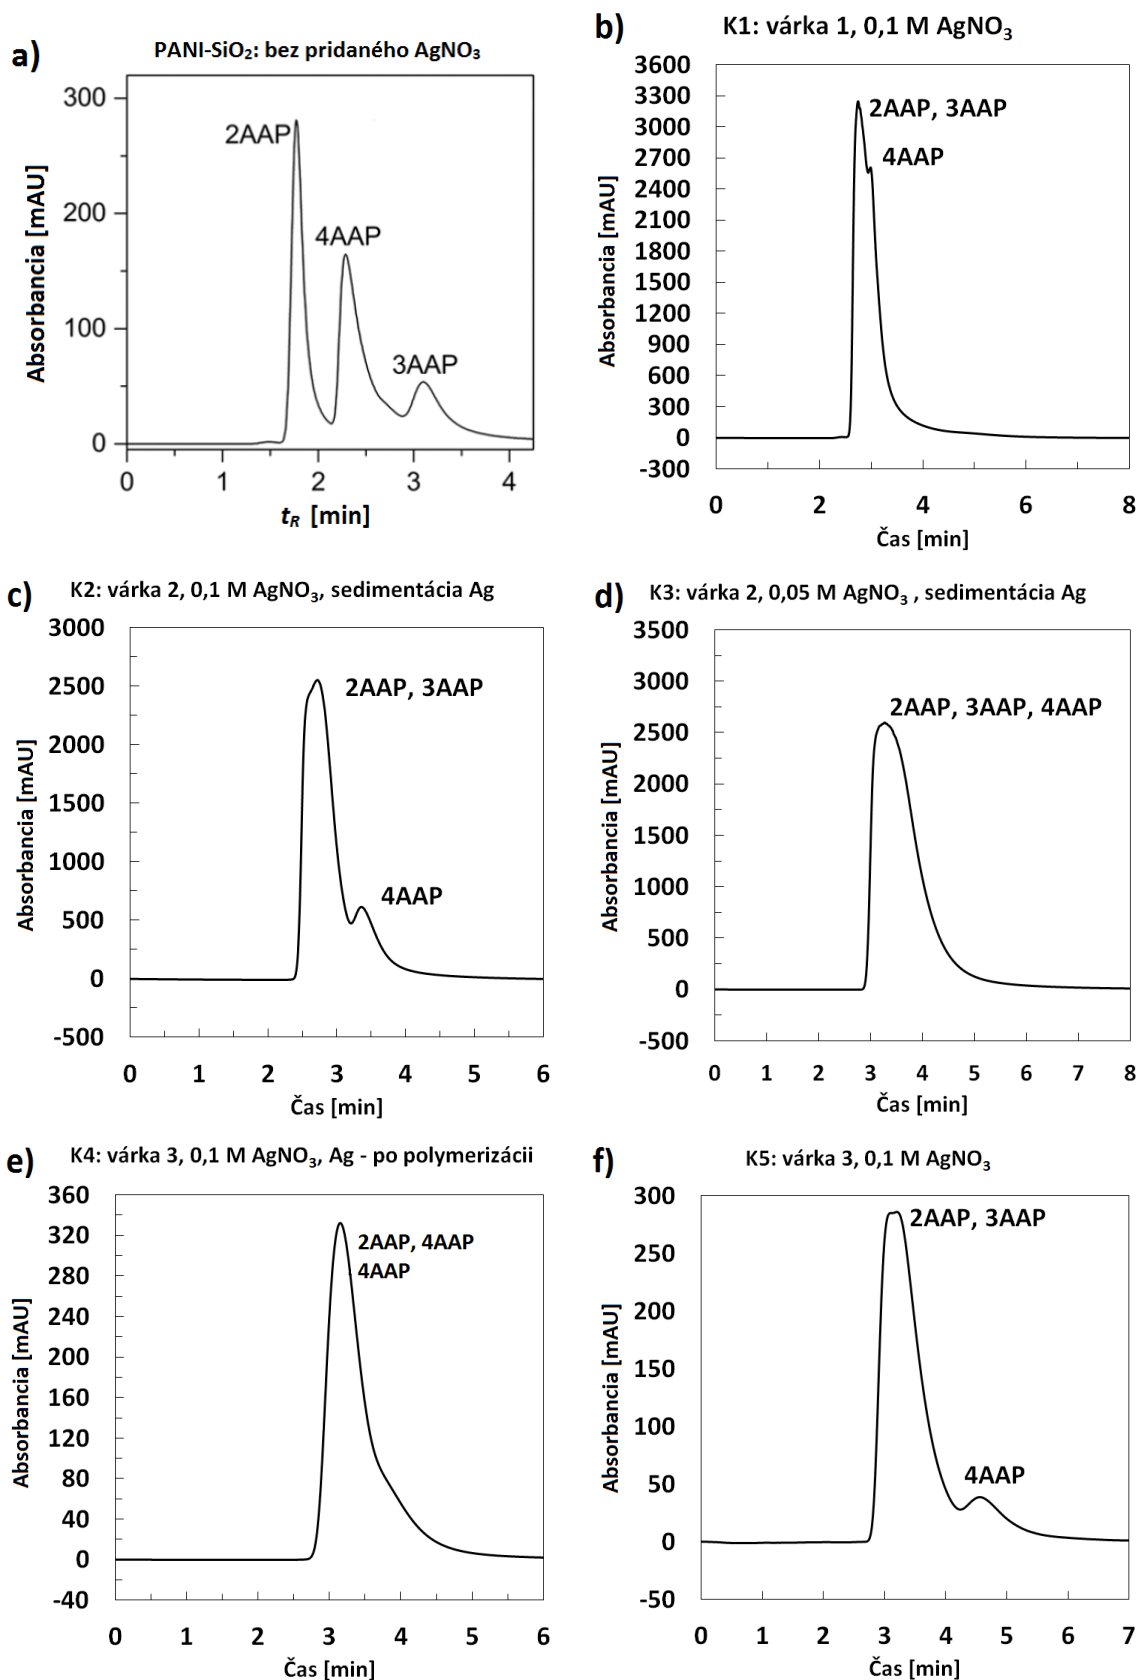 a)
PANI-SiO₂: bez pridaného AgNO₃
Absorbancia [mAU]
300
200
100
0
2AAP
4AAP
3AAP
0 1 2 3 4
tR [min]
b)
K1: várka 1, 0,1 M AgNO₃
Absorbancia [mAU]
3600
3300
3000
2700
2400
2100
1800
1500
1200
900
600
300
0
-300
2AAP, 3AAP
4AAP
0 2 4 6 8
Čas [min]
c)
K2: várka 2, 0,1 M AgNO₃, sedimentácia Ag
Absorbancia [mAU]
3000
2500
2000
1500
1000
500
0
-500
2AAP, 3AAP
4AAP
0 1 2 3 4 5 6
Čas [min]
d)
K3: várka 2, 0,05 M AgNO₃ , sedimentácia Ag
Absorbancia [mAU]
3500
3000
2500
2000
1500
1000
500
0
-500
2AAP, 3AAP, 4AAP
0 1 2 3 4 5 6 7 8
Čas [min]
e)
K4: várka 3, 0,1 M AgNO₃, Ag - po polymerizácii
Absorbancia [mAU]
360
320
280
240
200
160
120
80
40
0
-40
2AAP, 4AAP
4AAP
0 1 2 3 4 5 6
Čas [min]
f)
K5: várka 3, 0,1 M AgNO₃
Absorbancia [mAU]
300
250
200
150
100
50
0
-50
2AAP, 3AAP
4AAP
0 1 2 3 4 5 6 7
Čas [min]